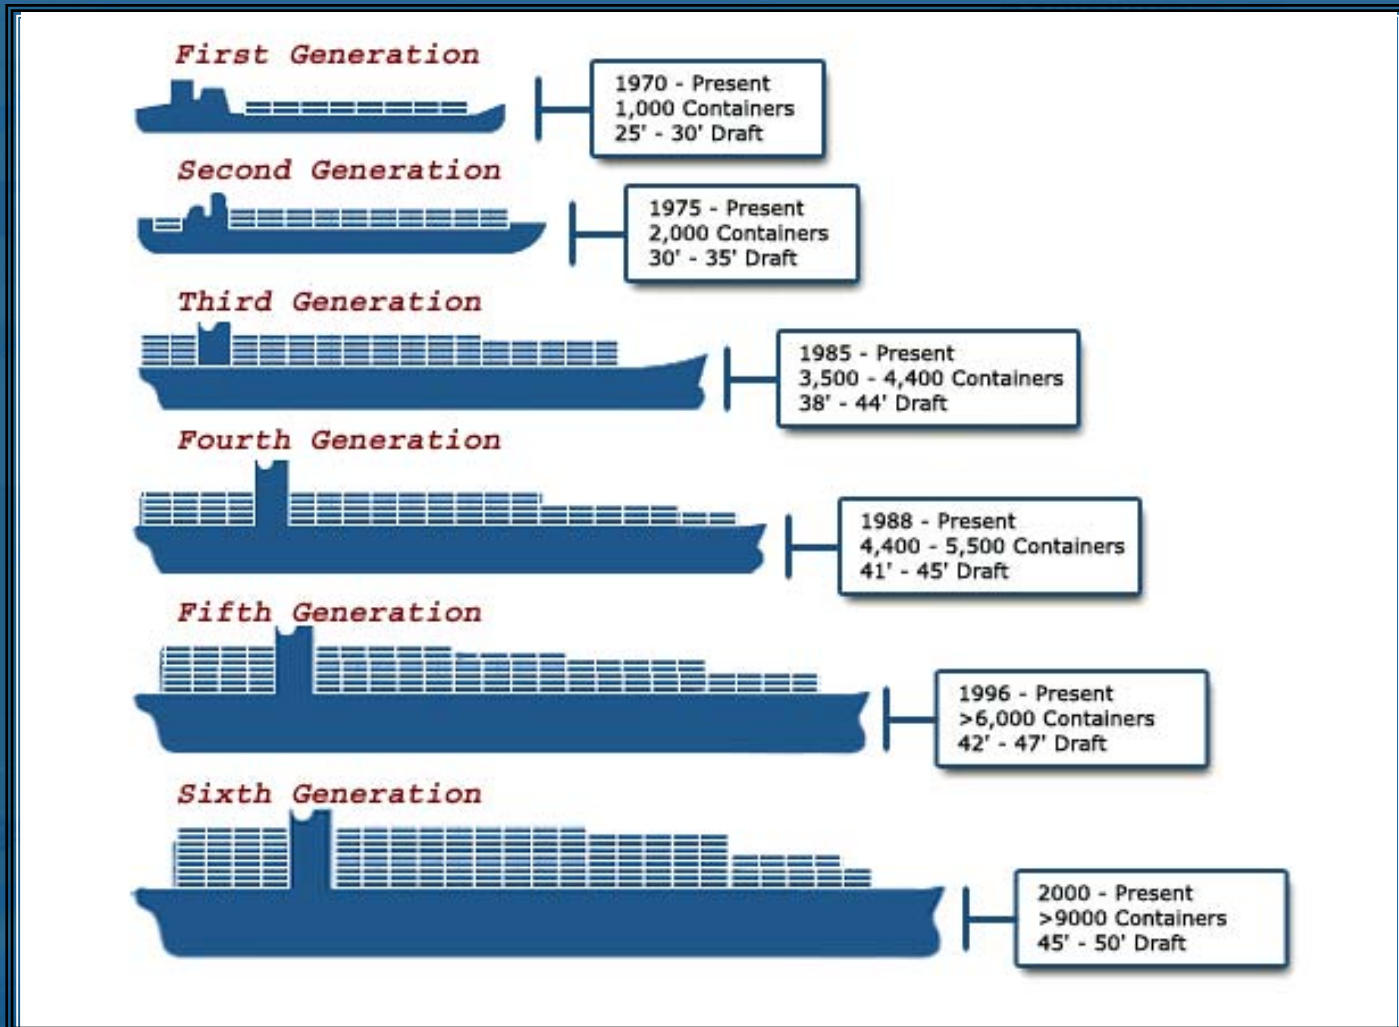 First Generation
1970 - Present
1,000 Containers
25' - 30' Draft
Second Generation
1975 - Present
2,000 Containers
30' - 35' Draft
Third Generation
1985 - Present
3,500 - 4,400 Containers
38' - 44' Draft
Fourth Generation
1988 - Present
4,400 - 5,500 Containers
41' - 45' Draft
Fifth Generation
1996 - Present
>6,000 Containers
42' - 47' Draft
Sixth Generation
2000 - Present
>9000 Containers
45' - 50' Draft